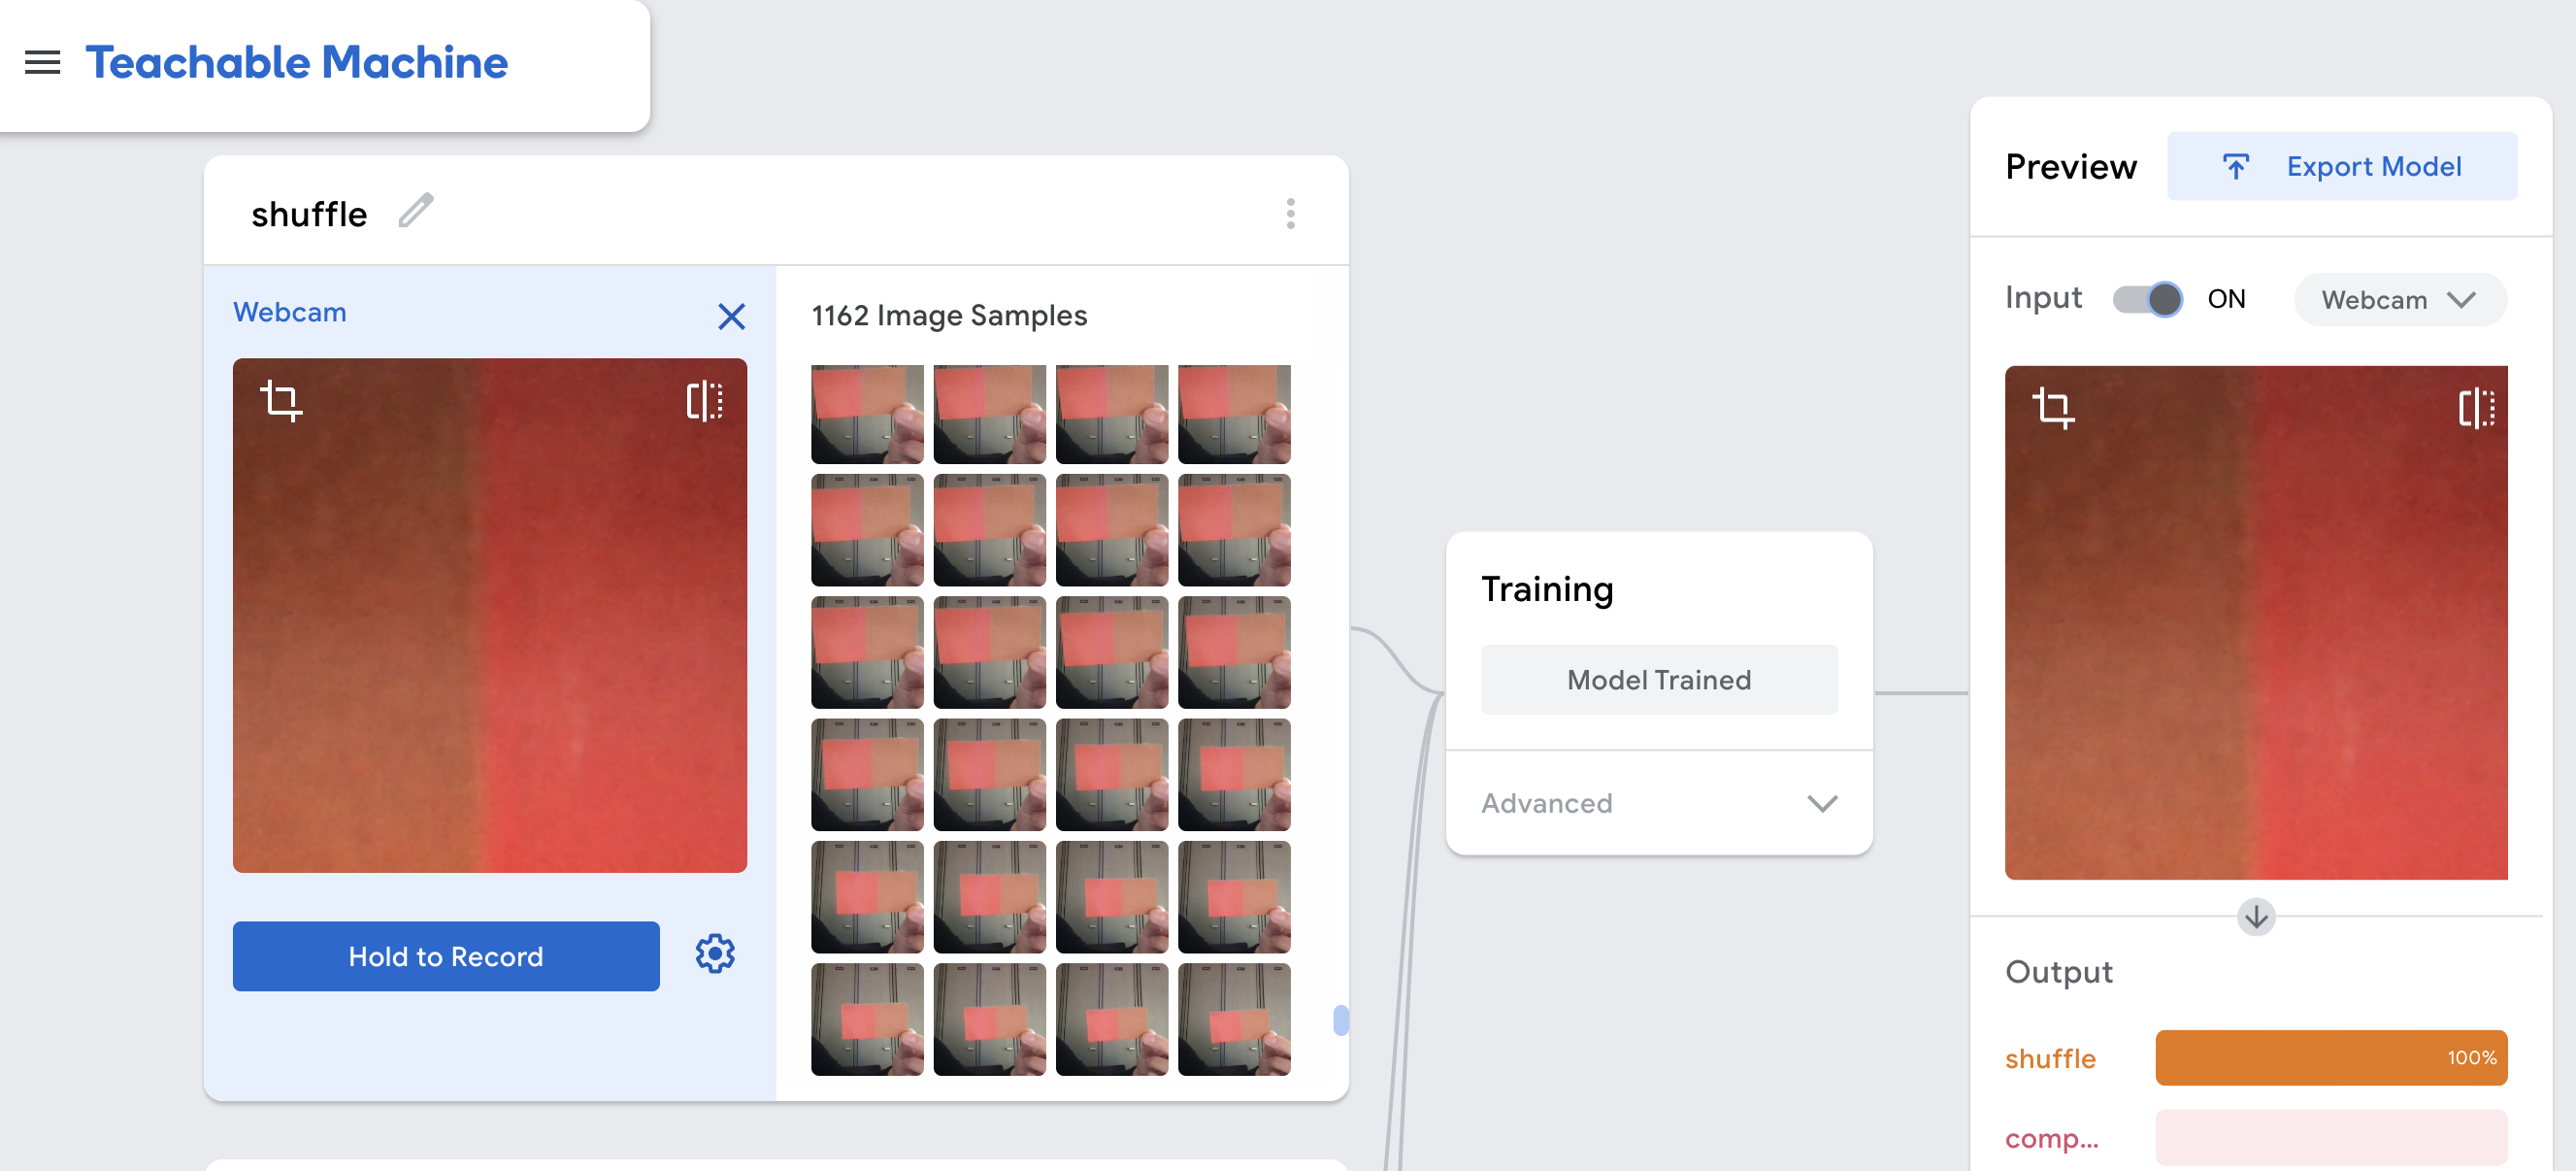 Teachable Machine
shuffle
Webcam
1162 Image Samples
Hold to Record
Training
Model Trained
Advanced
Preview
Export Model
Input
ON
Webcam
Output
shuffle
100%
comp...